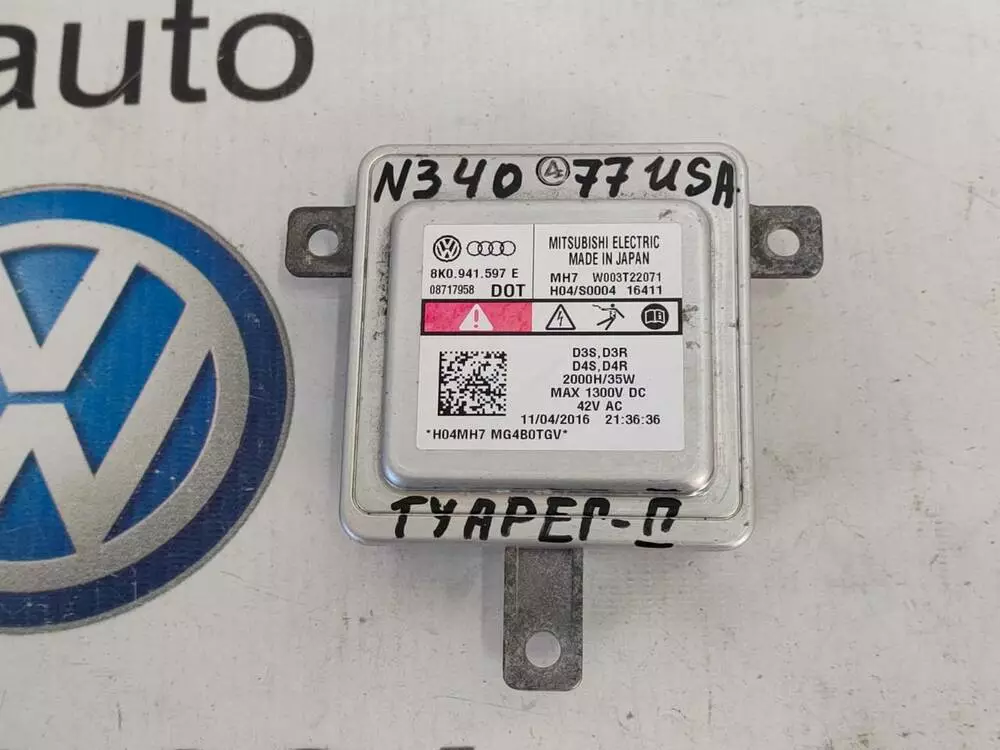 auto
N340 ④ 77 USA
8K0.941.597 E
08717958 DOT
MITSUBISHI ELECTRIC
MADE IN JAPAN
MH7 W003T22071
H04/S0004 16411
D3S,D3R
D4S,D4R
2000H/35W
MAX 1300V DC
42V AC
11/04/2016 21:36:36
*H04MH7 MG4B0TGV*
ТУАРЕГ-II